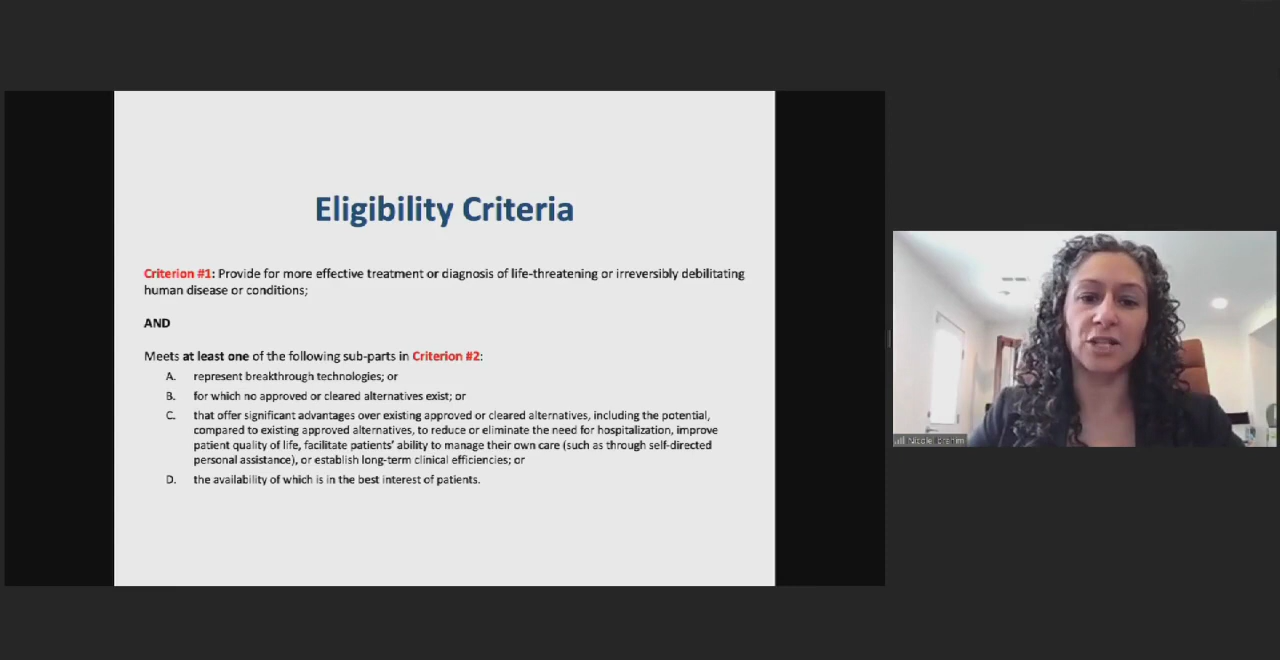 Eligibility Criteria
Criterion #1: Provide for more effective treatment or diagnosis of life-threatening or irreversibly debilitating
human disease or conditions;
AND
Meets at least one of the following sub-parts in Criterion #2:
A. represent breakthrough technologies; or
B. for which no approved or cleared alternatives exist; or
C. that offer significant advantages over existing approved or cleared alternatives, including the potential,
compared to existing approved alternatives, to reduce or eliminate the need for hospitalization, improve
patient quality of life, facilitate patients' ability to manage their own care (such as through self-directed
personal assistance), or establish long-term clinical efficiencies; or
D. the availability of which is in the best interest of patients.
Nicole Ibrahim